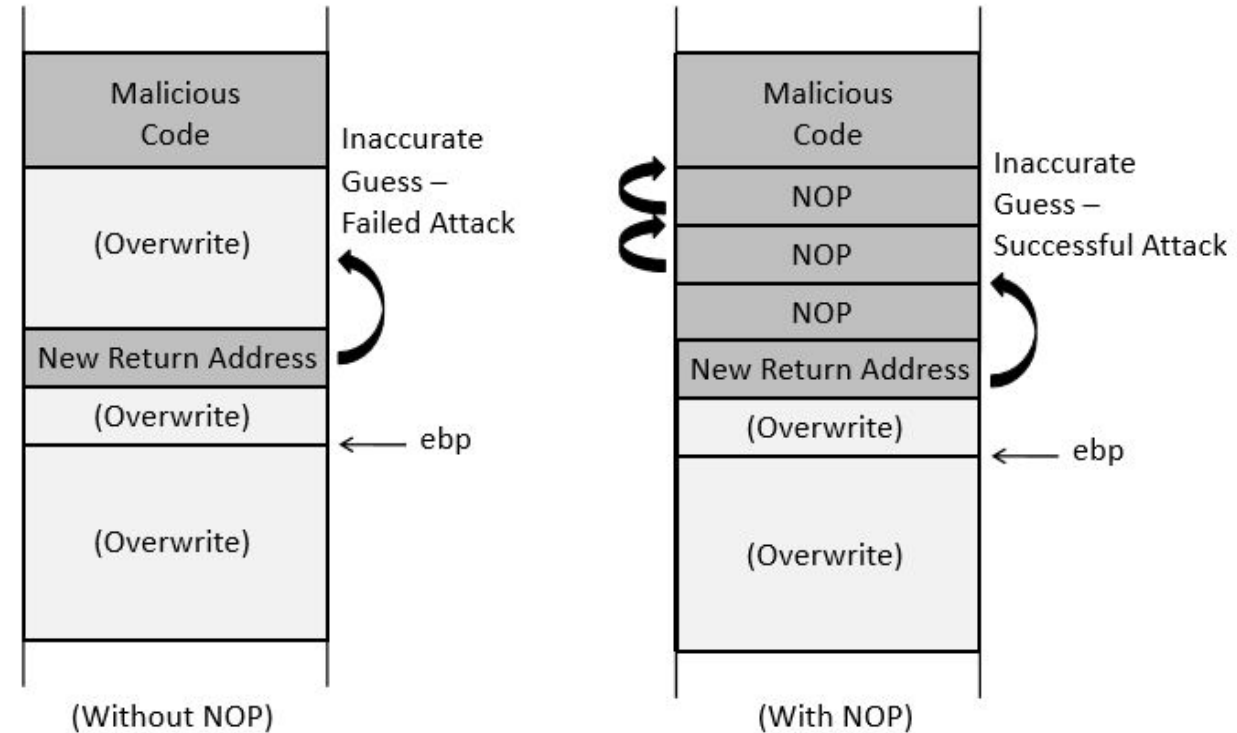 Malicious
Code
(Overwrite)
New Return Address
(Overwrite)
(Overwrite)
Inaccurate
Guess –
Failed Attack
ebp
(Without NOP)
Malicious
Code
NOP
NOP
NOP
New Return Address
(Overwrite)
(Overwrite)
Inaccurate
Guess –
Successful Attack
ebp
(With NOP)